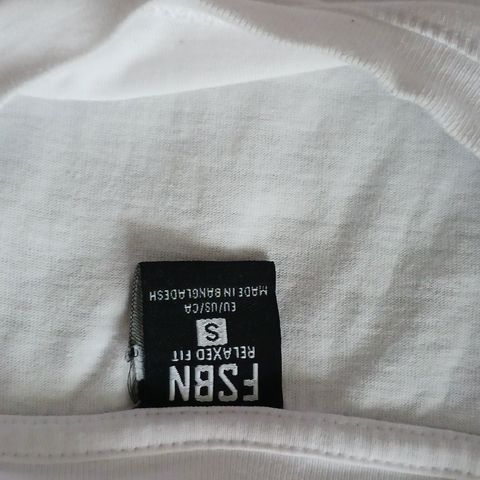 FSBN
RELAXED FIT
S
EU/US/CA
MADE IN BANGLADESH